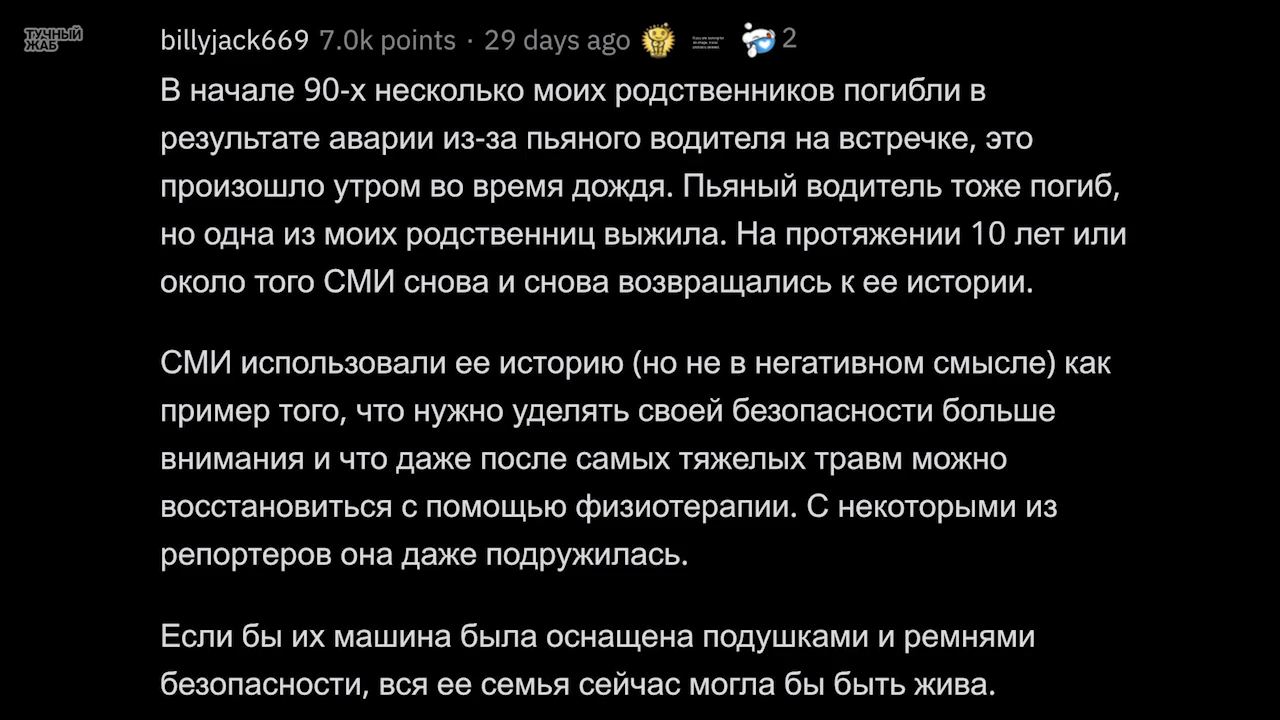 ТУЧНЫЙ
ЖАБ
billyjack669 7.0k points · 29 days ago 2
В начале 90-х несколько моих родственников погибли в
результате аварии из-за пьяного водителя на встречке, это
произошло утром во время дождя. Пьяный водитель тоже погиб,
но одна из моих родственниц выжила. На протяжении 10 лет или
около того СМИ снова и снова возвращались к ее истории.
СМИ использовали ее историю (но не в негативном смысле) как
пример того, что нужно уделять своей безопасности больше
внимания и что даже после самых тяжелых травм можно
восстановиться с помощью физиотерапии. С некоторыми из
репортеров она даже подружилась.
Если бы их машина была оснащена подушками и ремнями
безопасности, вся ее семья сейчас могла бы быть жива.